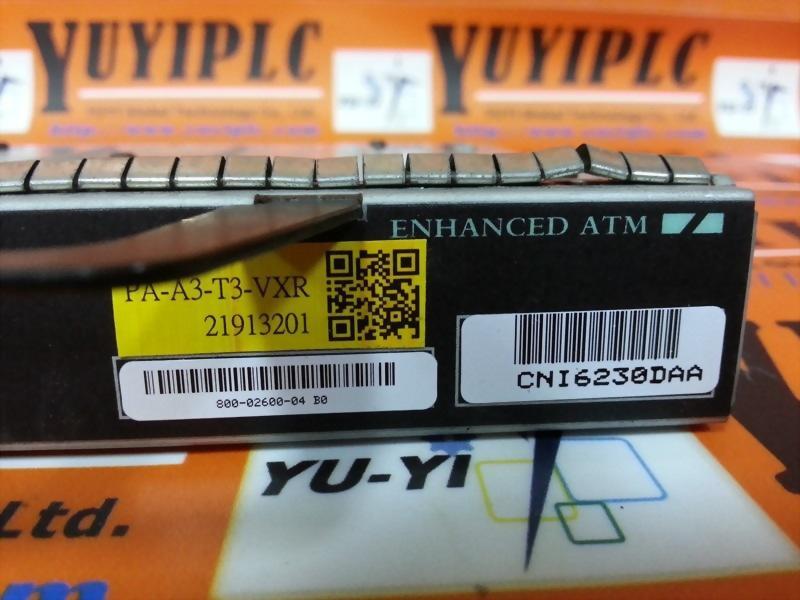 YUYIPLC YUYIPLC
ENHANCED ATM
PA-A3-T3-VXR
21913201
800-02600-04 B0
CNI6230DAA
YU-YI
Ltd.